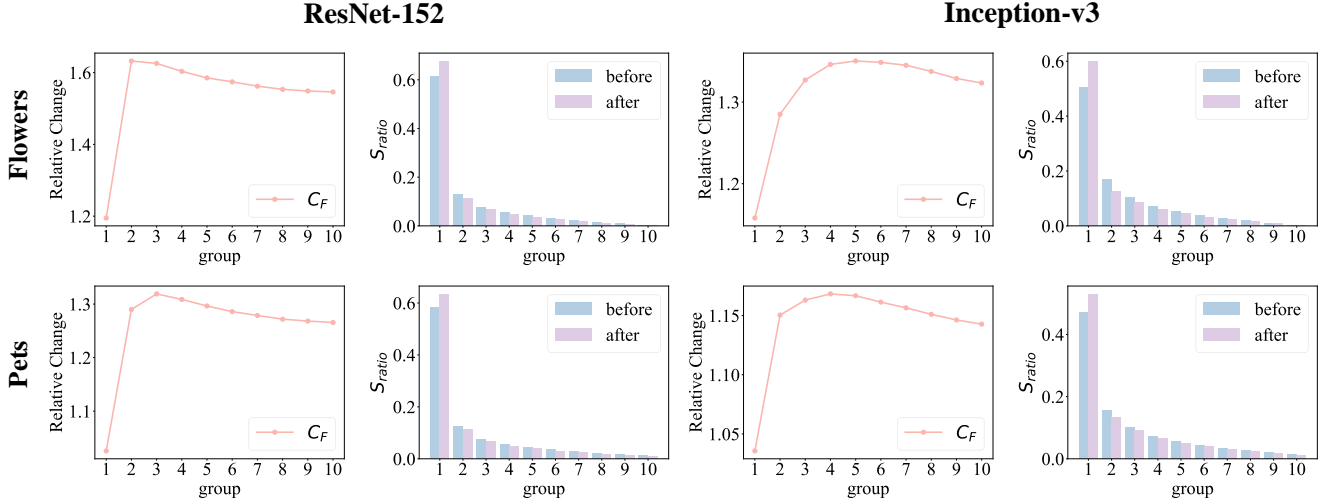 ResNet-152
Inception-v3
Flowers
Relative Change
1.6
1.4
1.2
C_F
1 2 3 4 5 6 7 8 9 10
group
S_ratio
0.6
0.4
0.2
0.0
before
after
1 2 3 4 5 6 7 8 9 10
group
Relative Change
1.3
1.2
C_F
1 2 3 4 5 6 7 8 9 10
group
S_ratio
0.6
0.4
0.2
0.0
before
after
1 2 3 4 5 6 7 8 9 10
group
Pets
Relative Change
1.3
1.2
1.1
C_F
1 2 3 4 5 6 7 8 9 10
group
S_ratio
0.6
0.4
0.2
0.0
before
after
1 2 3 4 5 6 7 8 9 10
group
Relative Change
1.15
1.10
1.05
C_F
1 2 3 4 5 6 7 8 9 10
group
S_ratio
0.4
0.2
0.0
before
after
1 2 3 4 5 6 7 8 9 10
group